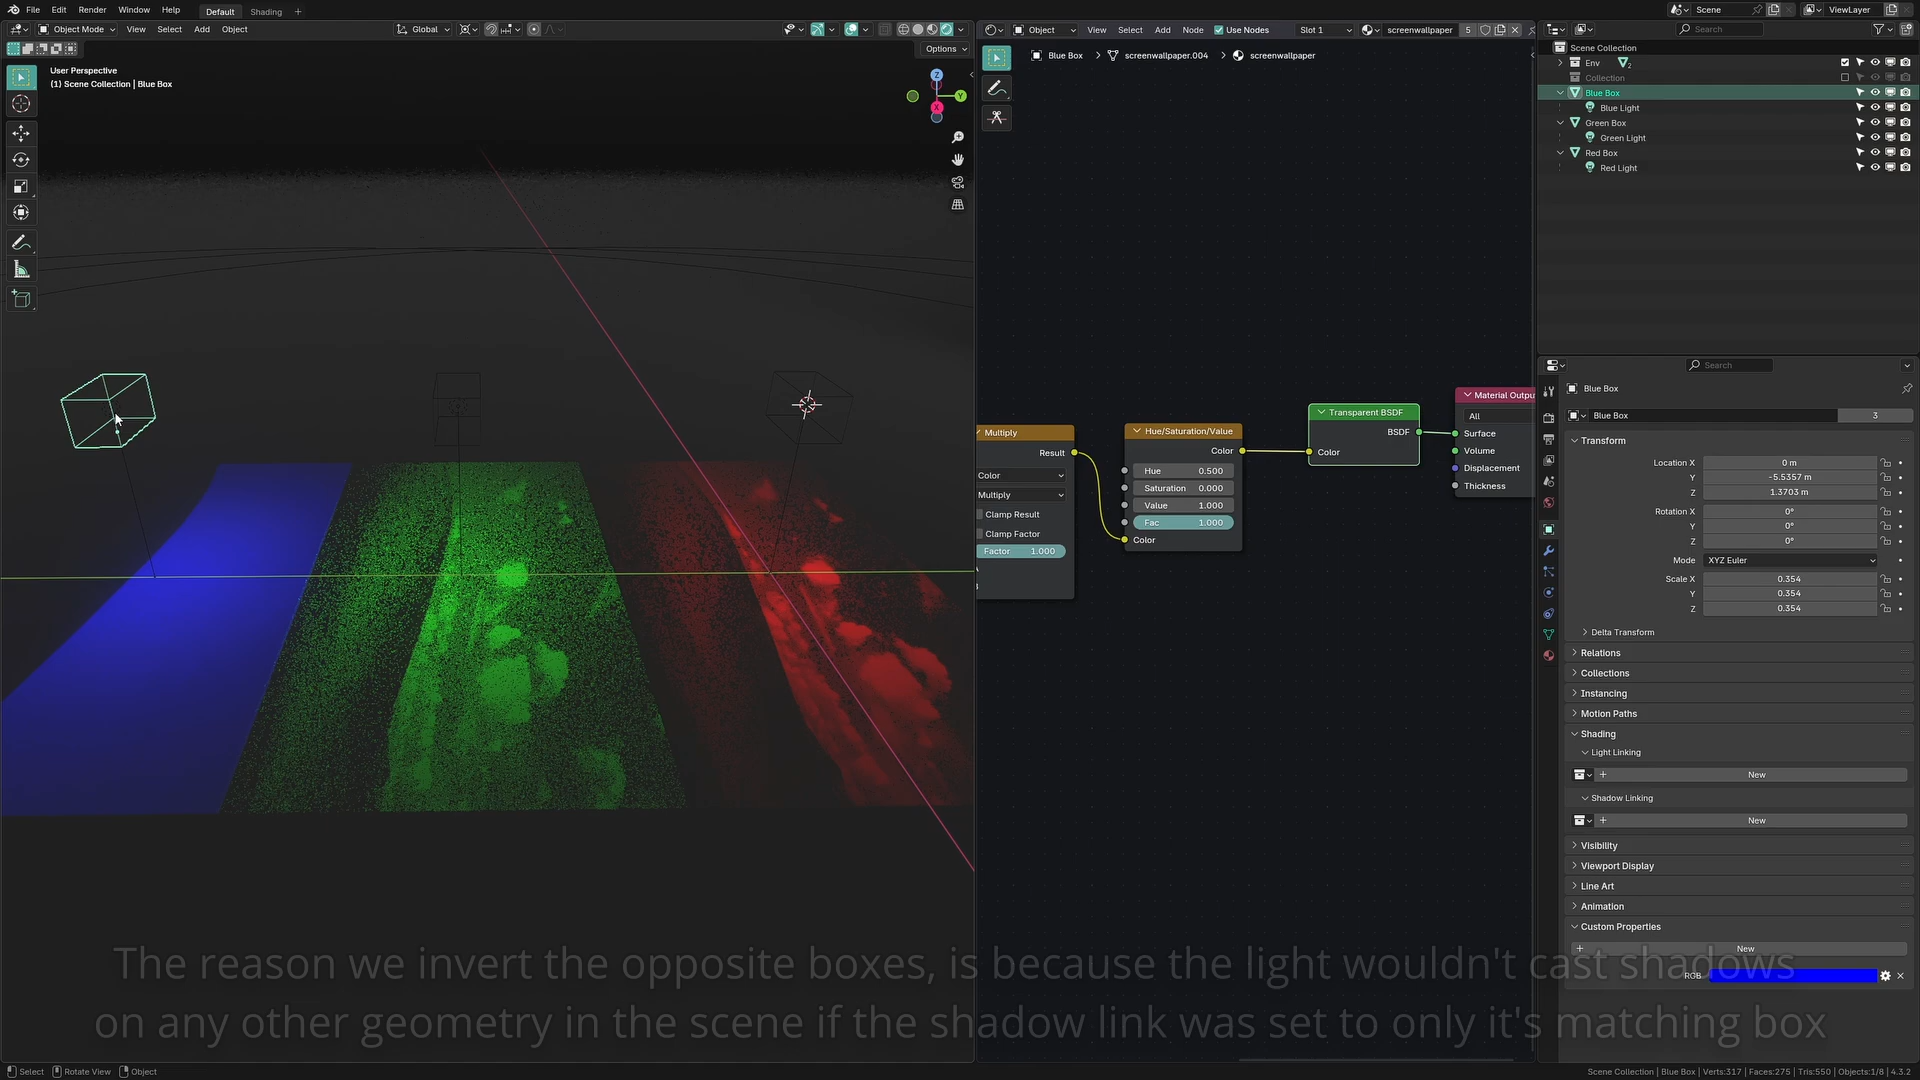 File Edit Render Window Help Default Shading + Scene ViewLayer
Object Mode View Select Add Object Global
Options
User Perspective
(1) Scene Collection | Blue Box
Z
Y
X
Object View Select Add Node Use Nodes Slot 1 screenwallpaper 5
Blue Box > screenwallpaper.004 > screenwallpaper
Multiply
Result
Color
Multiply
Clamp Result
Clamp Factor
Factor 1.000
Hue/Saturation/Value
Color
Hue 0.500
Saturation 0.000
Value 1.000
Fac 1.000
Color
Transparent BSDF
BSDF
Color
Material Outpu
All
Surface
Volume
Displacement
Thickness
Search
Scene Collection
Env 2
Collection
Blue Box
Blue Light
Green Box
Green Light
Red Box
Red Light
Search
Blue Box
Blue Box 3
Transform
Location X 0 m
Y -5.5357 m
Z 1.3703 m
Rotation X 0°
Y 0°
Z 0°
Mode XYZ Euler
Scale X 0.354
Y 0.354
Z 0.354
Delta Transform
Relations
Collections
Instancing
Motion Paths
Shading
Light Linking
+ New
Shadow Linking
+ New
Visibility
Viewport Display
Line Art
Animation
Custom Properties
+ New
RGB
The reason we invert the opposite boxes, is because the light wouldn't cast shadows
on any other geometry in the scene if the shadow link was set to only it's matching box
Select Rotate View Object
Scene Collection | Blue Box | Verts:317 | Faces:275 | Tris:550 | Objects:1/8 | 4.3.2